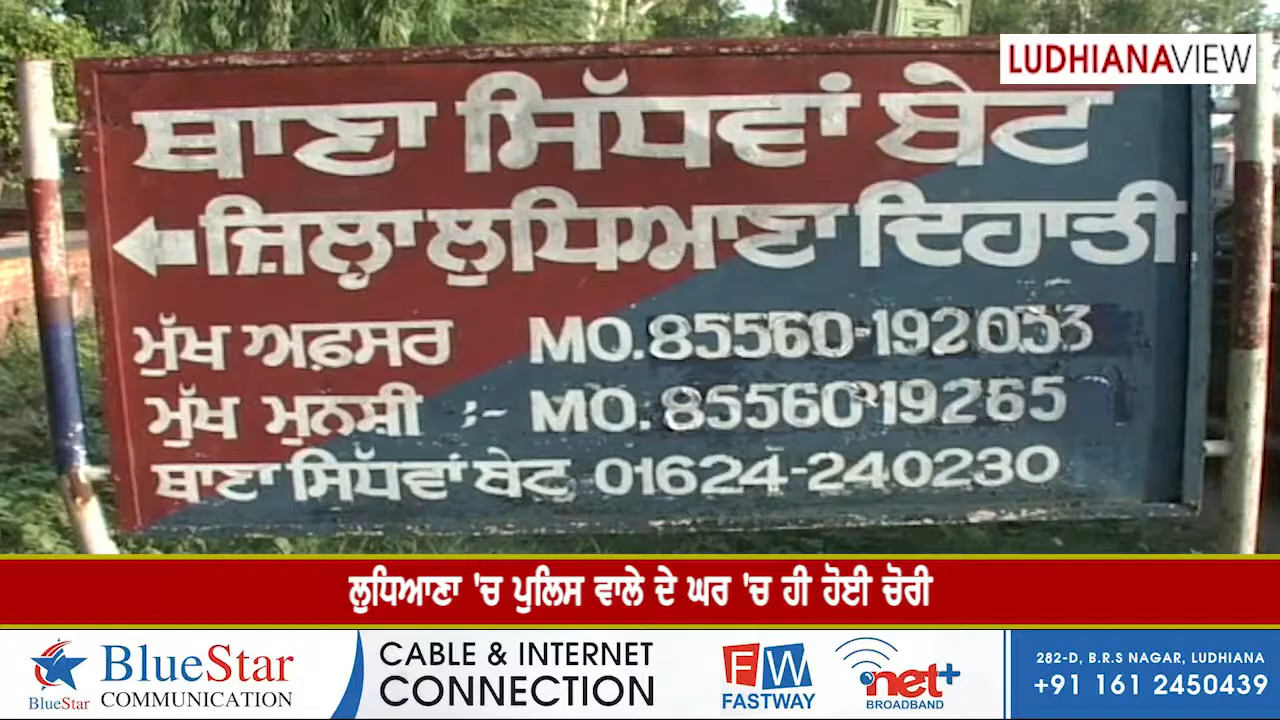 LUDHIANAVIEW
ਥਾਣਾ ਸਿੱਧਵਾਂ ਬੇਟ
ਜ਼ਿਲ੍ਹਾ ਲੁਧਿਆਣਾ ਦਿਹਾਤੀ
ਮੁੱਖ ਅਫ਼ਸਰ MO.85560-192053
ਮੁੱਖ ਮੁਨਸ਼ੀ :- MO. 85560-19265
ਥਾਣਾ ਸਿੱਧਵਾਂ ਬੇਟ 01624-240230
ਲੁਧਿਆਣਾ 'ਚ ਪੁਲਿਸ ਵਾਲੇ ਦੇ ਘਰ 'ਚ ਹੀ ਹੋਈ ਚੋਰੀ
BlueStar
BlueStar
COMMUNICATION
CABLE & INTERNET
CONNECTION
FW
FASTWAY
net+
BROADBAND
282-D, B.R.S NAGAR, LUDHIANA
+91 161 2450439